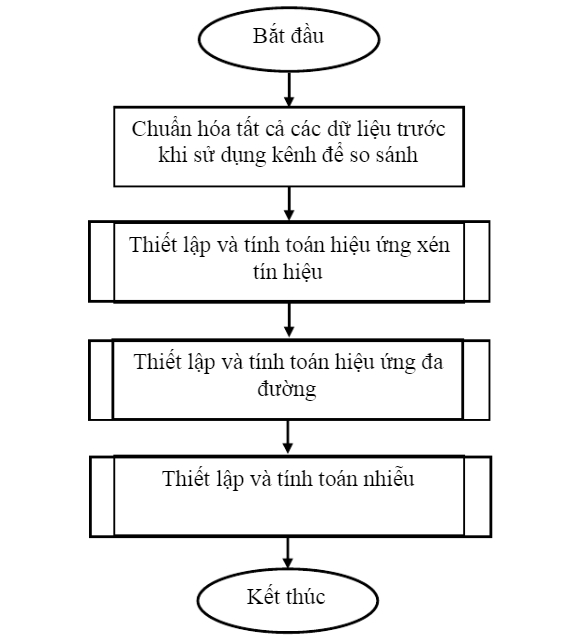 Bắt đầu
Chuẩn hóa tất cả các dữ liệu trước
khi sử dụng kênh để so sánh
Thiết lập và tính toán hiệu ứng xén
tín hiệu
Thiết lập và tính toán hiệu ứng đa
đường
Thiết lập và tính toán nhiễu
Kết thúc